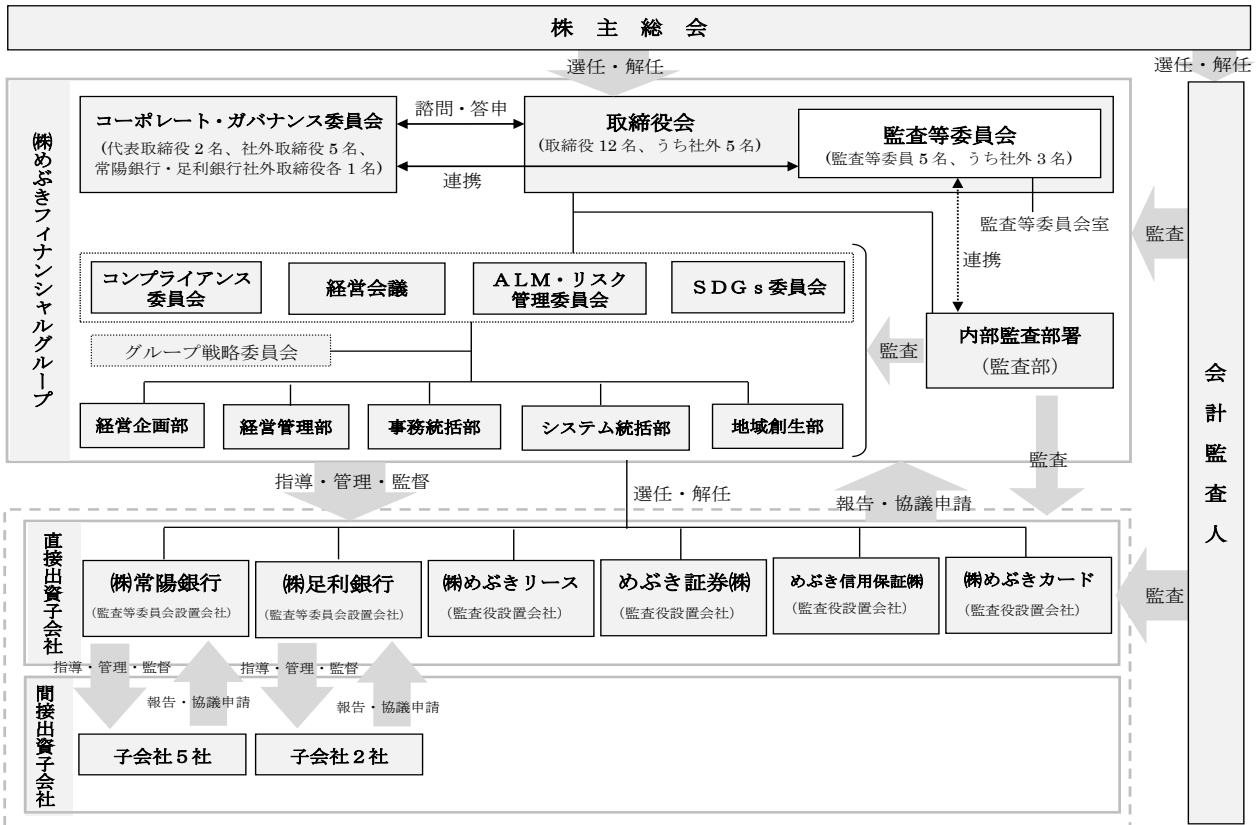 株 主 総 会
選任・解任
選任・解任
㈱めぶきフィナンシャルグループ
コーポレート・ガバナンス委員会
(代表取締役2名、社外取締役5名、
常陽銀行・足利銀行社外取締役各1名)
諮問・答申
連携
取締役会
(取締役12名、うち社外5名)
監査等委員会
(監査等委員5名、うち社外3名)
監査等委員会室
連携
監査
コンプライアンス
委員会
経営会議
ALM・リスク
管理委員会
SDGs委員会
グループ戦略委員会
監査
内部監査部署
(監査部)
経営企画部
経営管理部
事務統括部
システム統括部
地域創生部
会計監査人
指導・管理・監督
選任・解任
報告・協議申請
監査
直接出資子会社
㈱常陽銀行
(監査等委員会設置会社)
㈱足利銀行
(監査等委員会設置会社)
㈱めぶきリース
(監査役設置会社)
めぶき証券㈱
(監査役設置会社)
めぶき信用保証㈱
(監査役設置会社)
㈱めぶきカード
(監査役設置会社)
監査
指導・管理・監督
報告・協議申請
指導・管理・監督
報告・協議申請
間接出資子会社
子会社5社
子会社2社